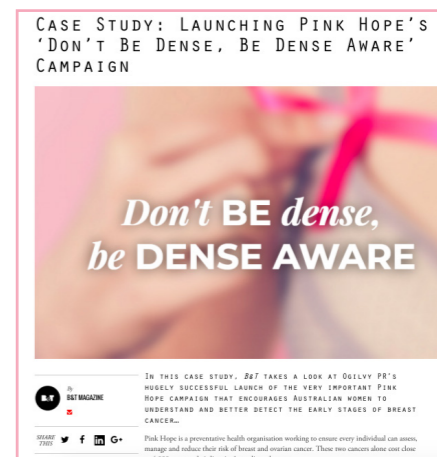 Case Study: Launching Pink Hope's
'Don't Be Dense, Be Dense Aware'
Campaign
Don't BE dense,
be DENSE AWARE
In this case study, B&T takes a look at Ogilvy PR's
hugely successful launch of the very important Pink
Hope campaign that encourages Australian women to
understand and better detect the early stages of breast
cancer…
B&T
By
B&T MAGAZINE
SHARE
THIS
f
in
G+
Pink Hope is a preventative health organisation working to ensure every individual can assess,
manage and reduce their risk of breast and ovarian cancer. These two cancers alone cost close